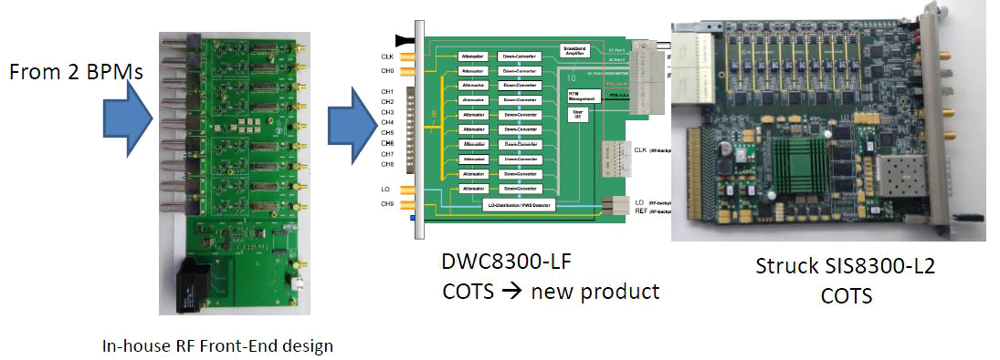 From 2 BPMs
In-house RF Front-End design
CLK
CH0
CH1
CH2
CH3
CH4
CH5
CH6
CH7
CH8
LO
CH9
8
Attenuator
Down-Converter
Attenuator
Down-Converter
Attenuator
Down-Converter
Attenuator
Down-Converter
Attenuator
Down-Converter
Attenuator
Down-Converter
Attenuator
Down-Converter
Attenuator
Down-Converter
Attenuator
Down-Converter
Attenuator
Down-Converter
LO-Distribution / PWS Detector
Broadband
Amplifier
10
RTM
Management
User
CLK
LO
REF
DWC8300-LF
COTS → new product
Struck SIS8300-L2
COTS